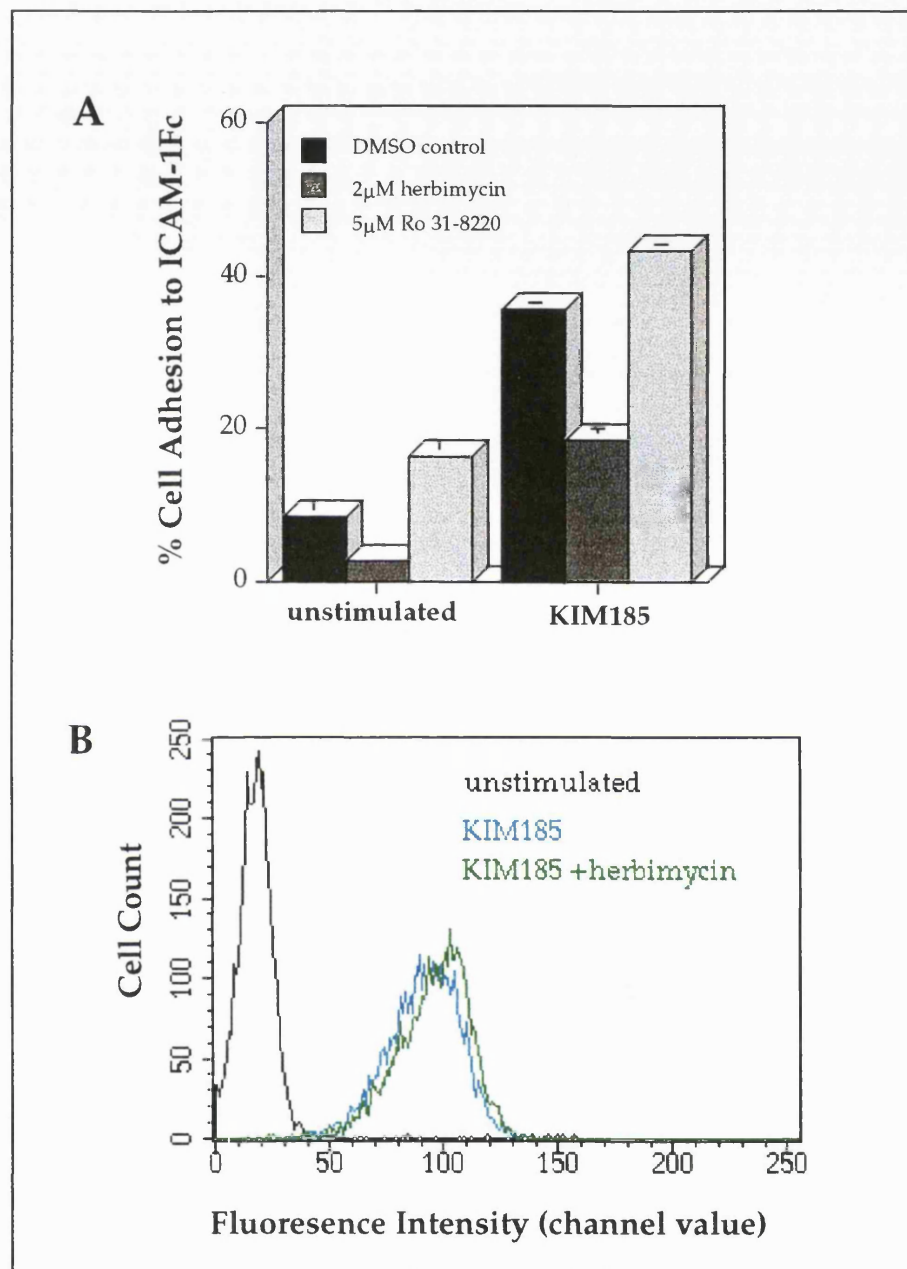 A
60
40
20
0
% Cell Adhesion to ICAM-1Fc
DMSO control
2μM herbimycin
5μM Ro 31-8220
unstimulated
KIM185
B
250
200
150
100
50
0
Cell Count
unstimulated
KIM185
KIM185 +herbimycin
0 50 100 150 200 250
Fluoresence Intensity (channel value)